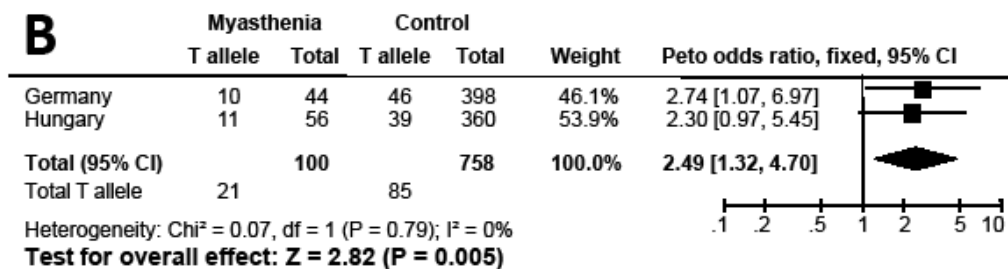 B
Myasthenia Control
T allele Total T allele Total Weight Peto odds ratio, fixed, 95% CI
Germany 10 44 46 398 46.1% 2.74 [1.07, 6.97]
Hungary 11 56 39 360 53.9% 2.30 [0.97, 5.45]
Total (95% CI) 100 758 100.0% 2.49 [1.32, 4.70]
Total T allele 21 85
Heterogeneity: Chi² = 0.07, df = 1 (P = 0.79); I² = 0%
.1 .2 .5 1 2 5 10
Test for overall effect: Z = 2.82 (P = 0.005)